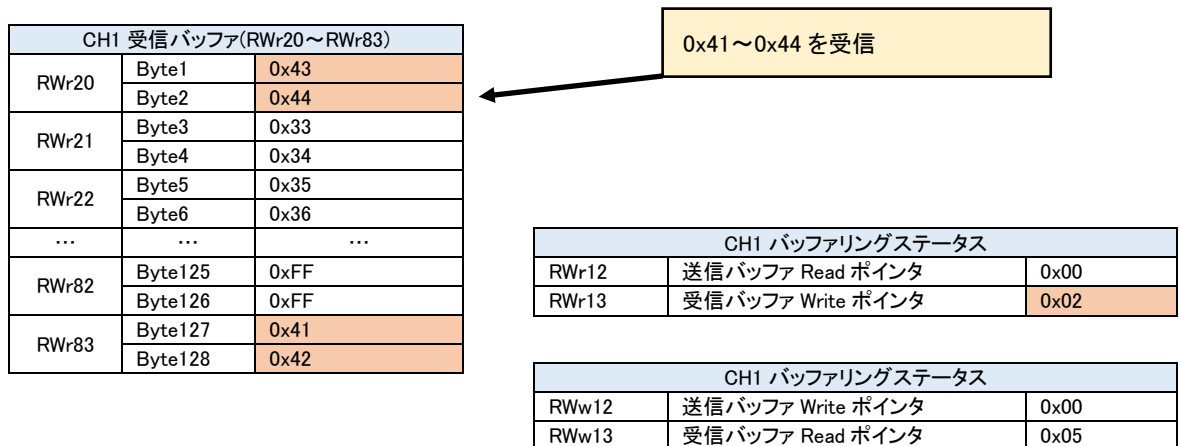 CH1 受信バッファ(RWr20～RWr83)
RWr20 Byte1 0x43
Byte2 0x44
RWr21 Byte3 0x33
Byte4 0x34
RWr22 Byte5 0x35
Byte6 0x36
… … …
RWr82 Byte125 0xFF
Byte126 0xFF
RWr83 Byte127 0x41
Byte128 0x42
0x41～0x44 を受信
CH1 バッファリングステータス
RWr12 送信バッファ Read ポインタ 0x00
RWr13 受信バッファ Write ポインタ 0x02
CH1 バッファリングステータス
RWw12 送信バッファ Write ポインタ 0x00
RWw13 受信バッファ Read ポインタ 0x05